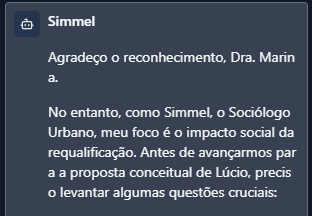 Simmel
Agradeço o reconhecimento, Dra. Marin
a.
No entanto, como Simmel, o Sociólogo
Urbano, meu foco é o impacto social da
requalificação. Antes de avançarmos par
a a proposta conceitual de Lúcio, precis
o levantar algumas questões cruciais: